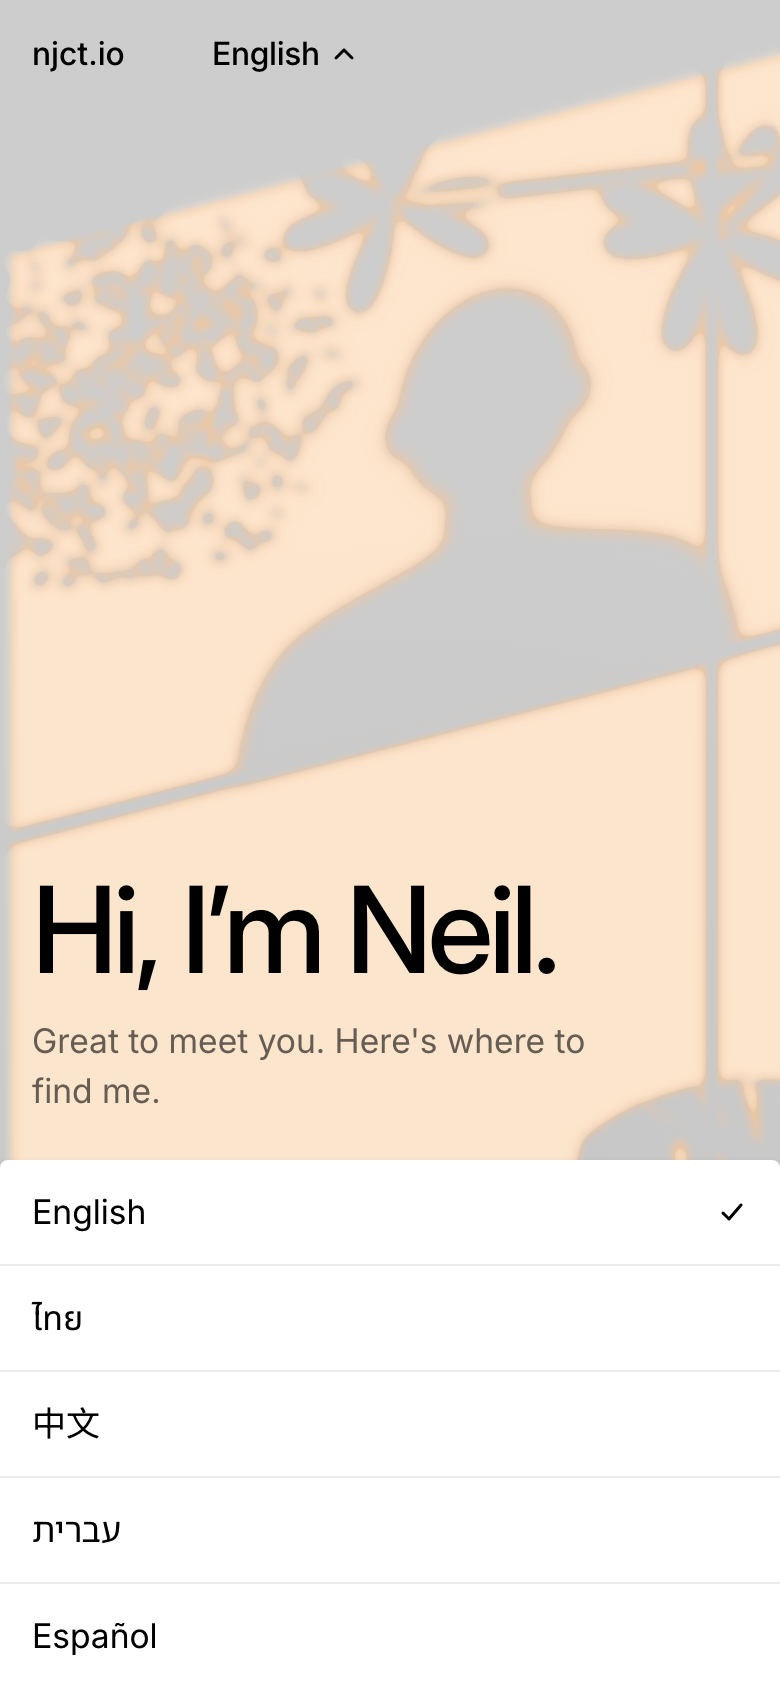 njct.io
English
Hi, I’m Neil.
Great to meet you. Here's where to
find me.
English
ไทย
中文
עברית
Español